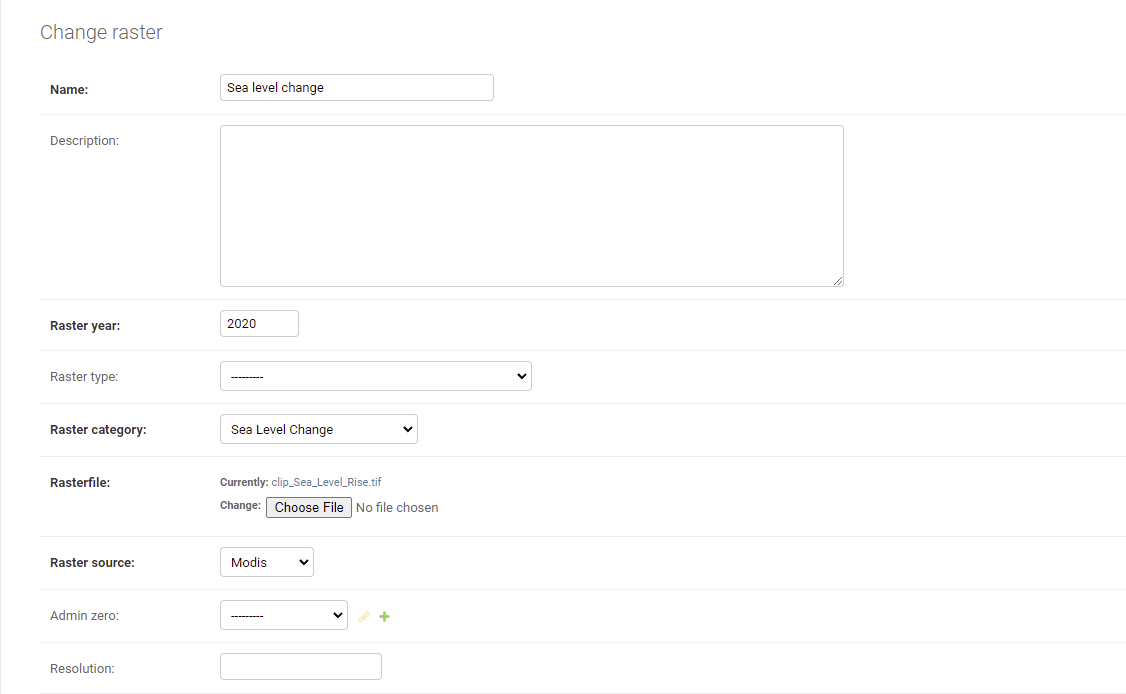 Change raster
Name: Sea level change
Description:
Raster year: 2020
Raster type: ---------
Raster category: Sea Level Change
Rasterfile: Currently: clip_Sea_Level_Rise.tif
Change: Choose File No file chosen
Raster source: Modis
Admin zero: ---------
Resolution: